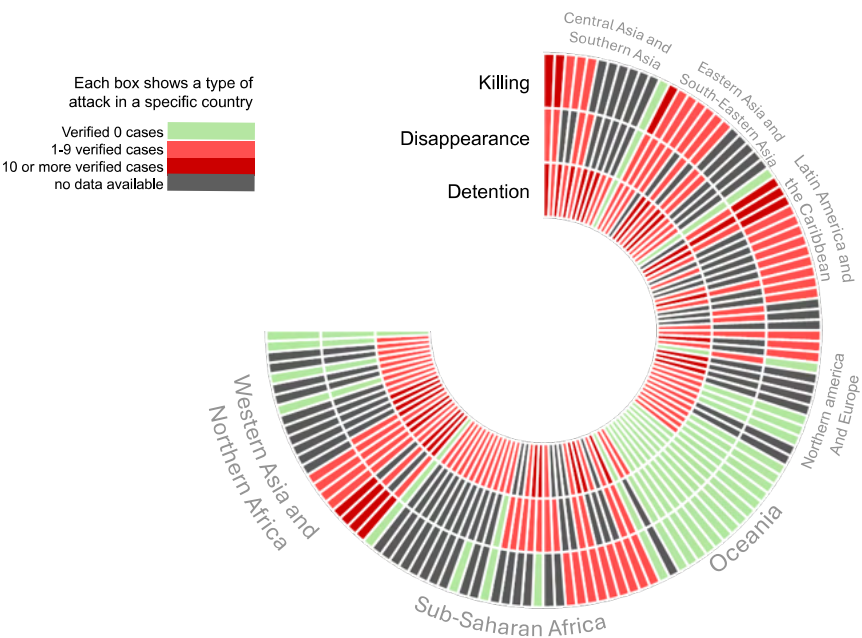 Each box shows a type of
attack in a specific country
Verified 0 cases
1-9 verified cases
10 or more verified cases
no data available
Killing
Disappearance
Detention
Central Asia and
Southern Asia
Eastern Asia and
South-Eastern Asia
Latin America and
the Caribbean
Northern america
And Europe
Oceania
Sub-Saharan Africa
Western Asia and
Northern Africa